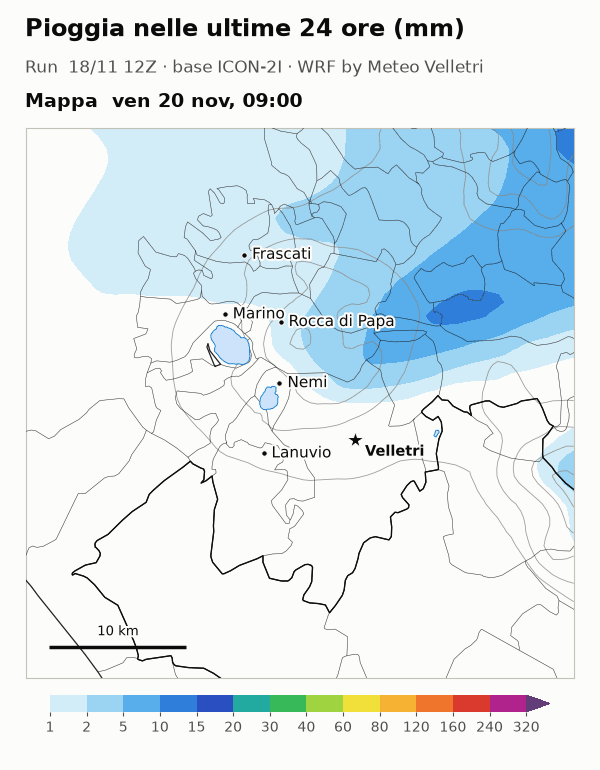 Pioggia nelle ultime 24 ore (mm)
Run 18/11 12Z · base ICON-2I · WRF by Meteo Velletri
Mappa ven 20 nov, 09:00
Frascati
Marino
Rocca di Papa
Nemi
Velletri
Lanuvio
10 km
1 2 5 10 15 20 30 40 60 80 120 160 240 320